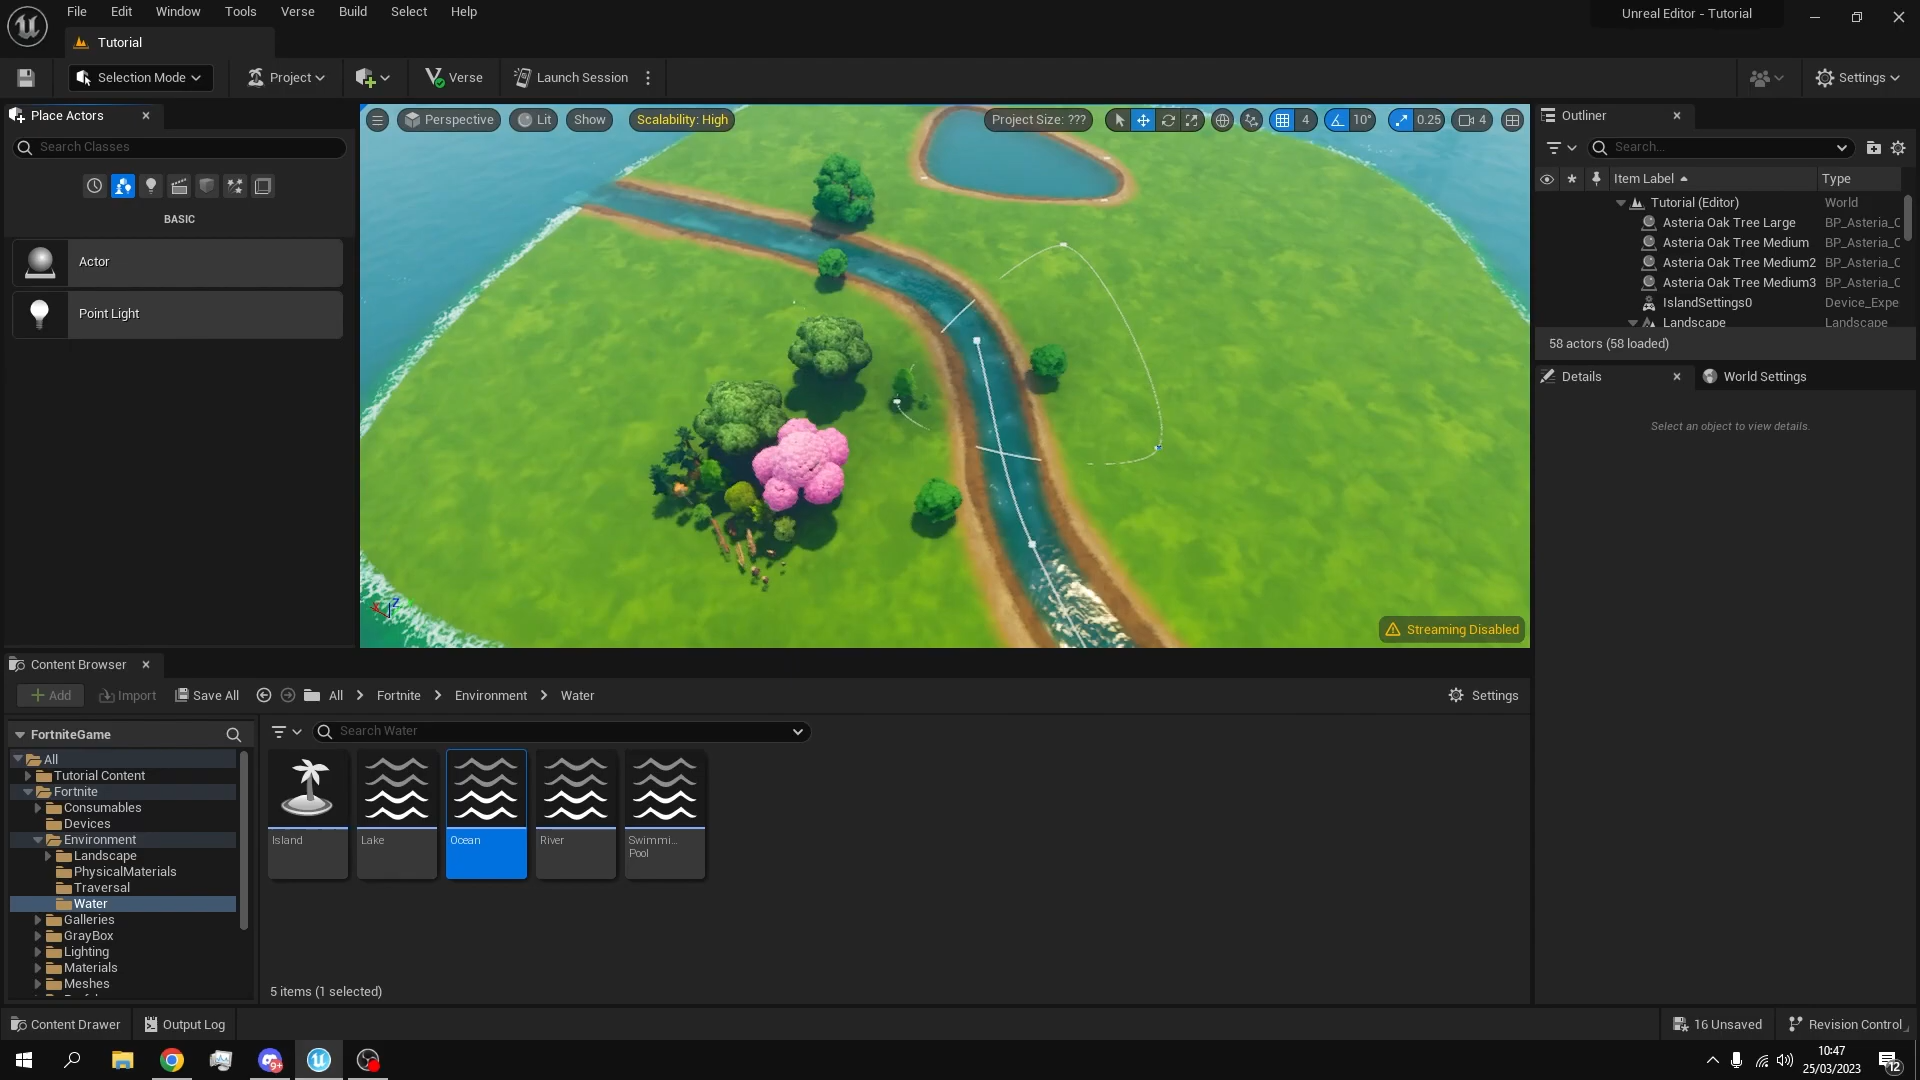 File Edit Window Tools Verse Build Select Help
Unreal Editor - Tutorial
Tutorial
Selection Mode Project Verse Launch Session Settings
Place Actors
Search Classes
BASIC
Actor
Point Light
Perspective Lit Show Scalability: High Project Size: ??? 4 10° 0.25 4
Streaming Disabled
Outliner
Search...
Item Label Type
Tutorial (Editor) World
Asteria Oak Tree Large BP_Asteria_O
Asteria Oak Tree Medium BP_Asteria_O
Asteria Oak Tree Medium2 BP_Asteria_O
Asteria Oak Tree Medium3 BP_Asteria_O
IslandSettings0 Device_Expe
Landscape Landscape
58 actors (58 loaded)
Details World Settings
Select an object to view details.
Content Browser
Add Import Save All All Fortnite Environment Water Settings
FortniteGame
Search Water
All
Tutorial Content
Fortnite
Consumables
Devices
Environment
Landscape
PhysicalMaterials
Traversal
Water
Galleries
GrayBox
Lighting
Materials
Meshes
Island
Lake
Ocean
River
Swimmi...
Pool
5 items (1 selected)
Content Drawer Output Log 16 Unsaved Revision Control
9+
10:47
25/03/2023
12